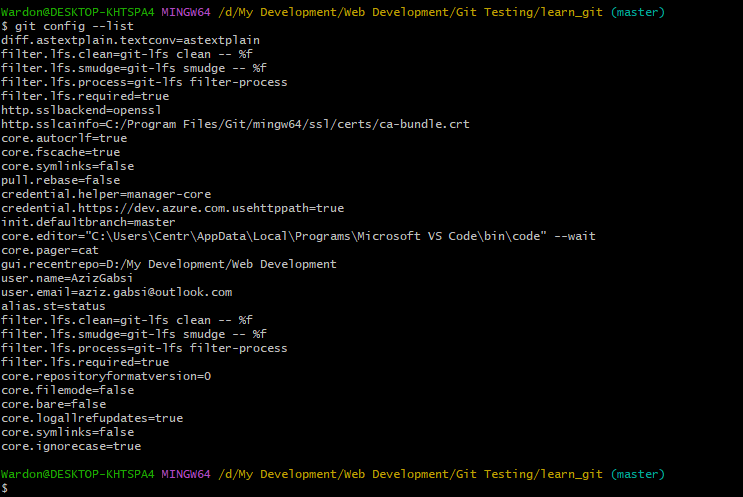 Wardon@DESKTOP-KHTSPA4 MINGW64 /d/My Development/Web Development/Git Testing/learn_git (master)
$ git config --list
diff.astextplain.textconv=astextplain
filter.lfs.clean=git-lfs clean -- %f
filter.lfs.smudge=git-lfs smudge -- %f
filter.lfs.process=git-lfs filter-process
filter.lfs.required=true
http.sslbackend=openssl
http.sslcainfo=C:/Program Files/Git/mingw64/ssl/certs/ca-bundle.crt
core.autocrlf=true
core.fscache=true
core.symlinks=false
pull.rebase=false
credential.helper=manager-core
credential.https://dev.azure.com.usehttppath=true
init.defaultbranch=master
core.editor="C:\Users\Centr\AppData\Local\Programs\Microsoft VS Code\bin\code" --wait
core.pager=cat
gui.recentrepo=D:/My Development/Web Development
user.name=AzizGabsi
user.email=aziz.gabsi@outlook.com
alias.st=status
filter.lfs.clean=git-lfs clean -- %f
filter.lfs.smudge=git-lfs smudge -- %f
filter.lfs.process=git-lfs filter-process
filter.lfs.required=true
core.repositoryformatversion=0
core.filemode=false
core.bare=false
core.logallrefupdates=true
core.symlinks=false
core.ignorecase=true
Wardon@DESKTOP-KHTSPA4 MINGW64 /d/My Development/Web Development/Git Testing/learn_git (master)
$